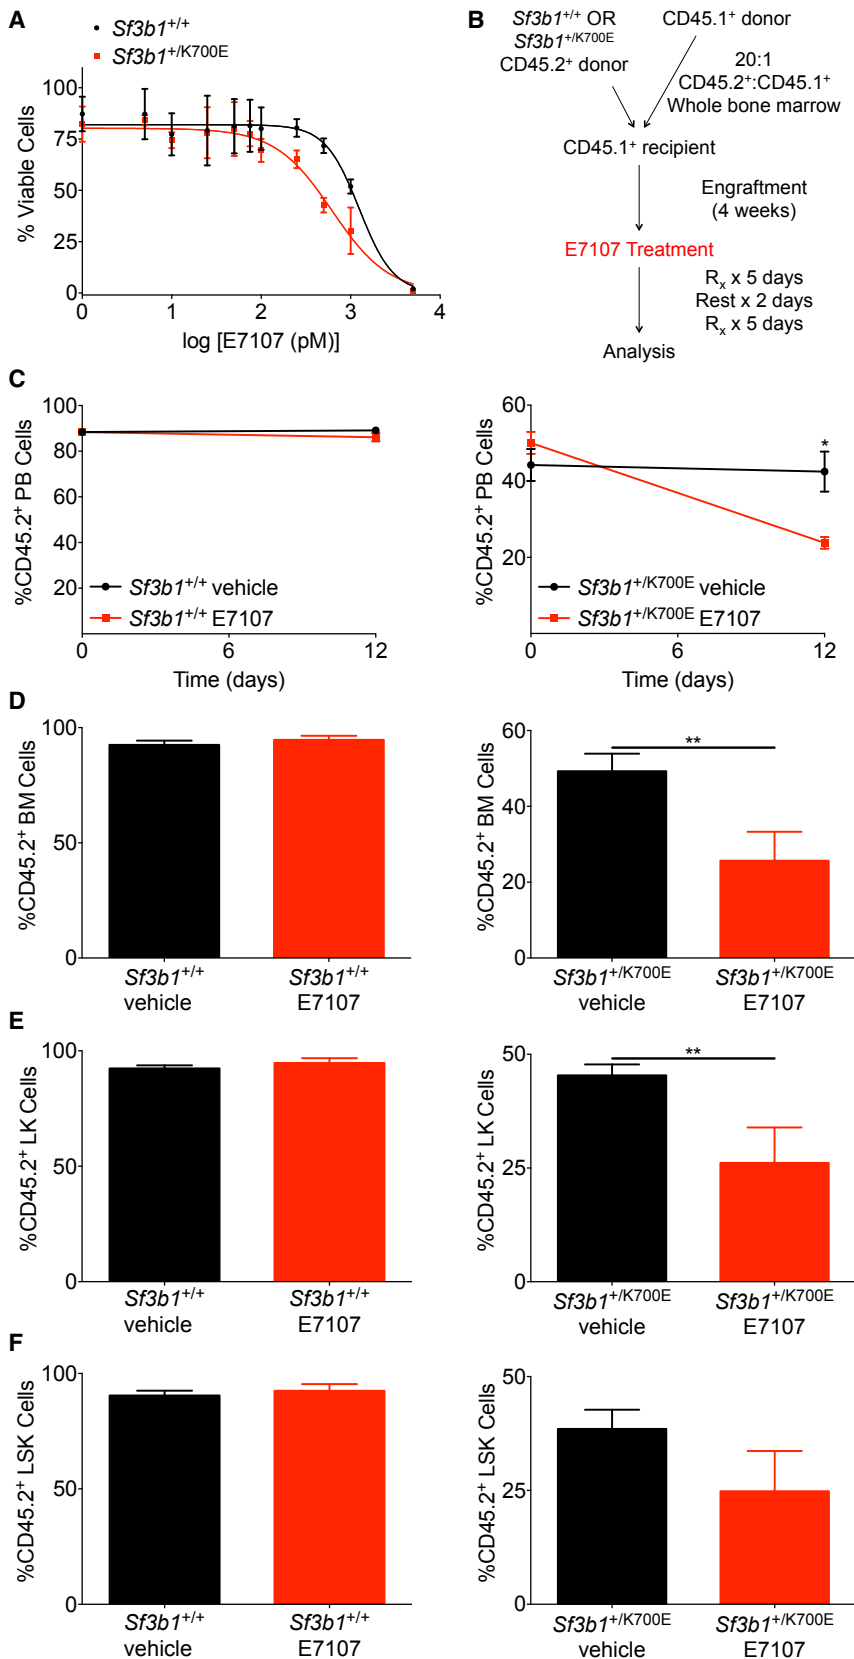 A
Sf3b1+/+
Sf3b1+/K700E
100
75
50
25
0
% Viable Cells
0 1 2 3 4
log [E7107 (pM)]
B
Sf3b1+/+ OR
Sf3b1+/K700E
CD45.2+ donor
CD45.1+ donor
20:1
CD45.2+:CD45.1+
Whole bone marrow
CD45.1+ recipient
Engraftment
(4 weeks)
E7107 Treatment
Rx x 5 days
Rest x 2 days
Rx x 5 days
Analysis
C
100
80
60
40
20
%CD45.2+ PB Cells
Sf3b1+/+ vehicle
Sf3b1+/+ E7107
0 6 12
Time (days)
60
40
20
%CD45.2+ PB Cells
*
Sf3b1+/K700E vehicle
Sf3b1+/K700E E7107
0 6 12
Time (days)
D
100
50
0
%CD45.2+ BM Cells
Sf3b1+/+ Sf3b1+/+
vehicle E7107
60
40
20
0
%CD45.2+ BM Cells
**
Sf3b1+/K700E Sf3b1+/K700E
vehicle E7107
E
100
50
0
%CD45.2+ LK Cells
Sf3b1+/+ Sf3b1+/+
vehicle E7107
50
25
0
%CD45.2+ LK Cells
**
Sf3b1+/K700E Sf3b1+/K700E
vehicle E7107
F
100
50
0
%CD45.2+ LSK Cells
Sf3b1+/+ Sf3b1+/+
vehicle E7107
50
25
0
%CD45.2+ LSK Cells
Sf3b1+/K700E Sf3b1+/K700E
vehicle E7107